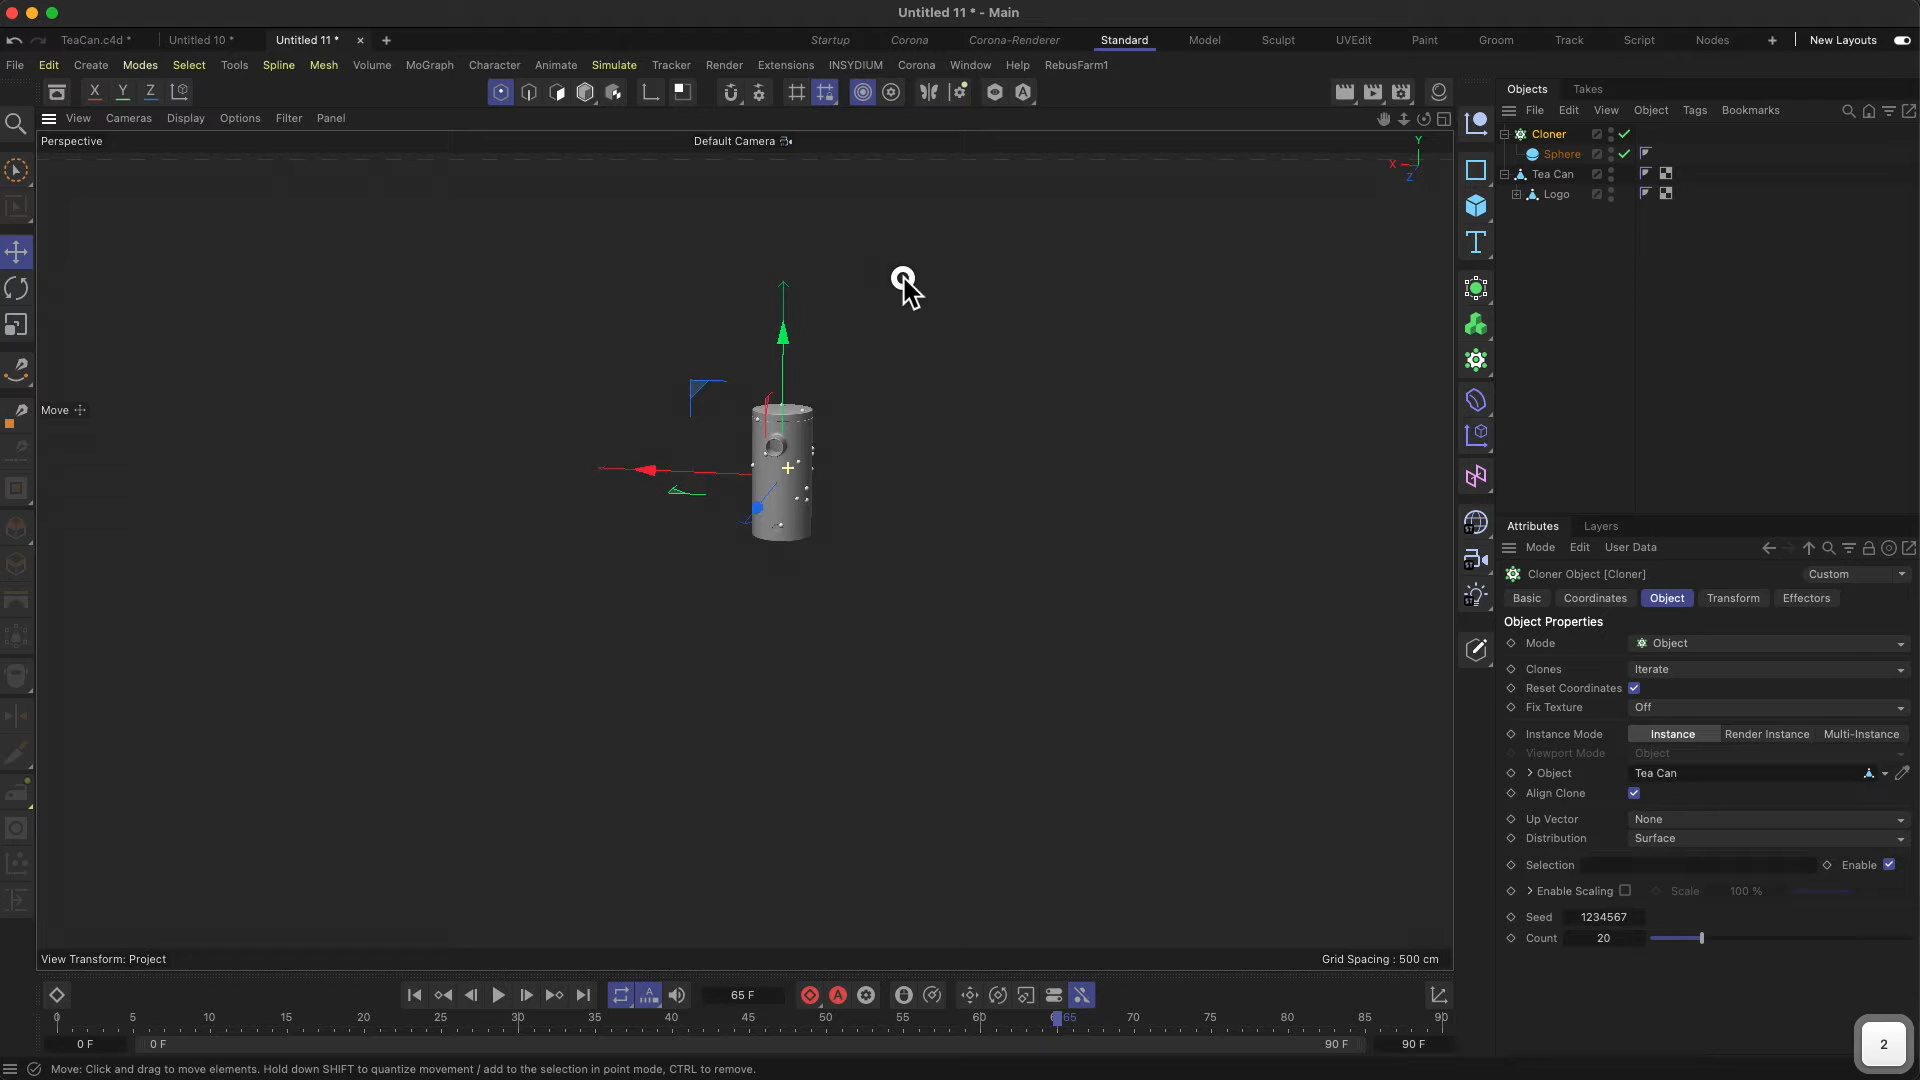 Untitled 11 * - Main
TeaCan.c4d *
Untitled 10 *
Untitled 11 *
Startup
Corona
Corona-Renderer
Standard
Model
Sculpt
UVEdit
Paint
Groom
Track
Script
Nodes
New Layouts
File Edit Create Modes Select Tools Spline Mesh Volume MoGraph Character Animate Simulate Tracker Render Extensions INSYDIUM Corona Window Help RebusFarm1
X Y Z
View Cameras Display Options Filter Panel
Perspective
Default Camera
Y
X
Z
Move
View Transform: Project
Grid Spacing : 500 cm
Objects Takes
File Edit View Object Tags Bookmarks
Cloner
Sphere
Tea Can
Logo
Attributes Layers
Mode Edit User Data
Cloner Object [Cloner]
Custom
Basic Coordinates Object Transform Effectors
Object Properties
Mode Object
Clones Iterate
Reset Coordinates
Fix Texture Off
Instance Mode Instance Render Instance Multi-Instance
Viewport Mode Object
Object Tea Can
Align Clone
Up Vector None
Distribution Surface
Selection Enable
Enable Scaling Scale 100 %
Seed 1234567
Count 20
65 F
0 5 10 15 20 25 30 35 40 45 50 55 60 65 70 75 80 85 90
0 F 0 F 90 F 90 F
Move: Click and drag to move elements. Hold down SHIFT to quantize movement / add to the selection in point mode, CTRL to remove.
2